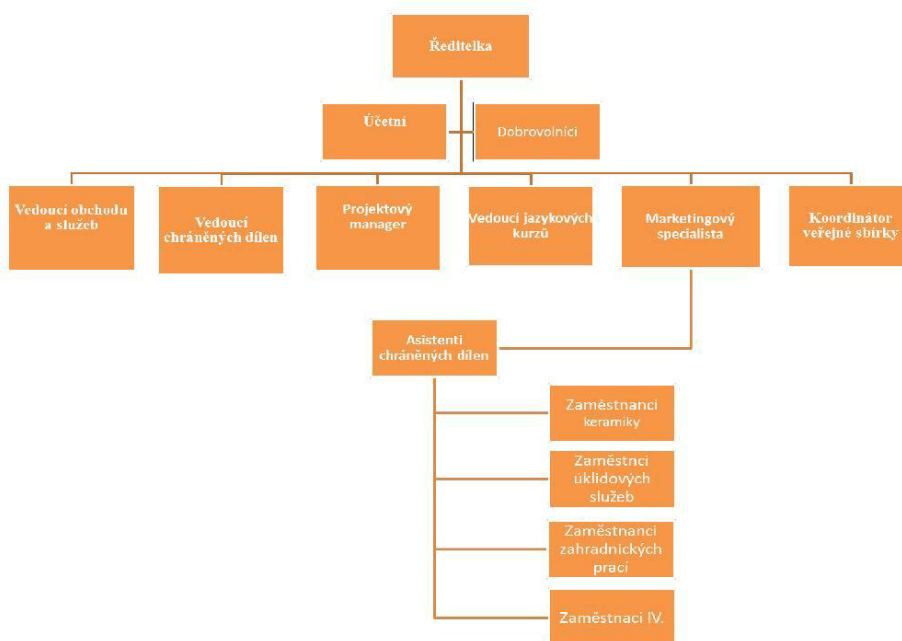 Ředitelka
Účetní
Dobrovolníci
Vedoucí obchodu
a služeb
Vedoucí
chráněných dílen
Projektový
manager
Vedoucí jazykových
kurzů
Marketingový
specialista
Koordinátor
veřejné sbírky
Asistenti
chráněných dílen
Zaměstnanci
keramiky
Zaměstnci
úklidových
služeb
Zaměstnanci
zahradnických
prací
Zaměstnaci IV.